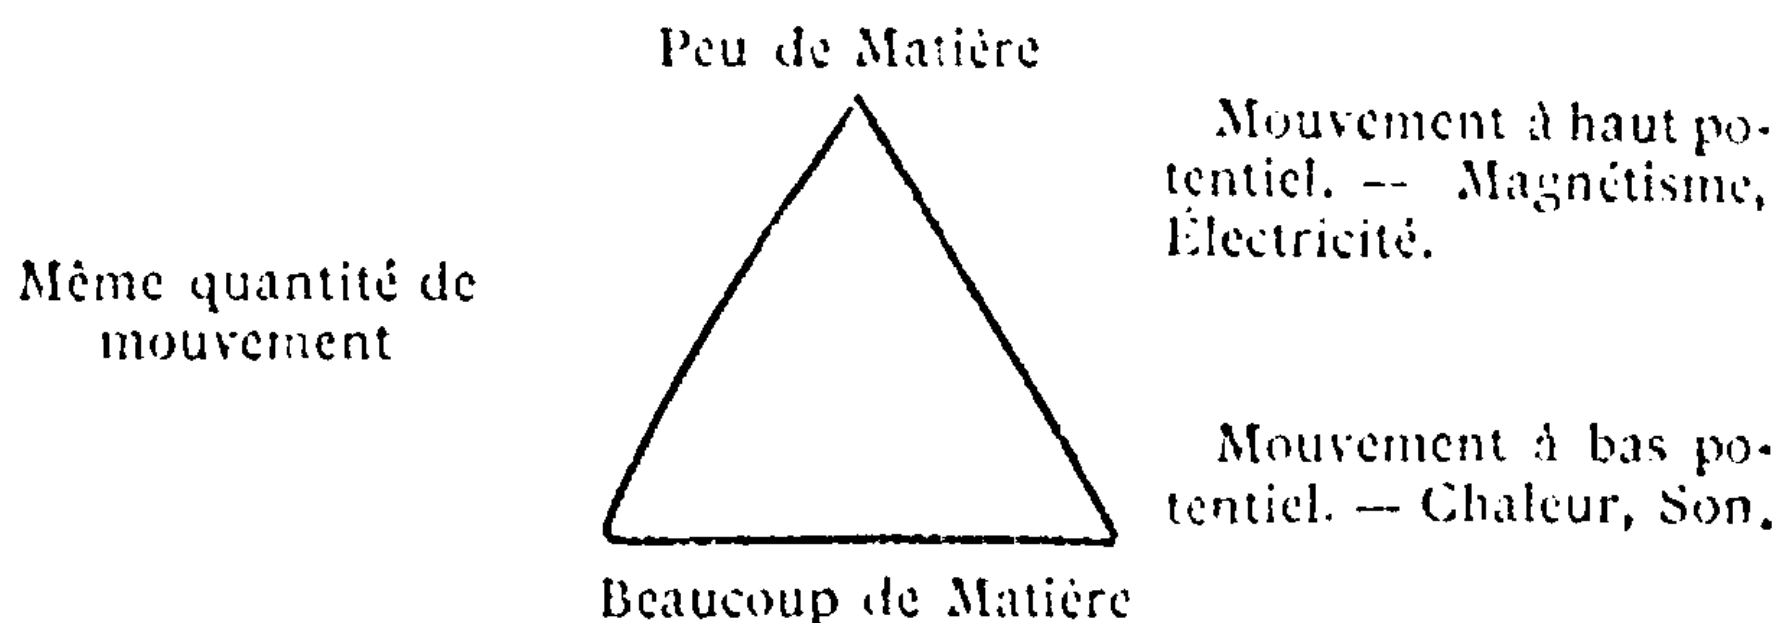 Peu de Matière
Mouvement à haut po-
tentiel. — Magnétisme,
Électricité.
Même quantité de
mouvement
Mouvement à bas po-
tentiel. — Chaleur, Son.
Beaucoup de Matière